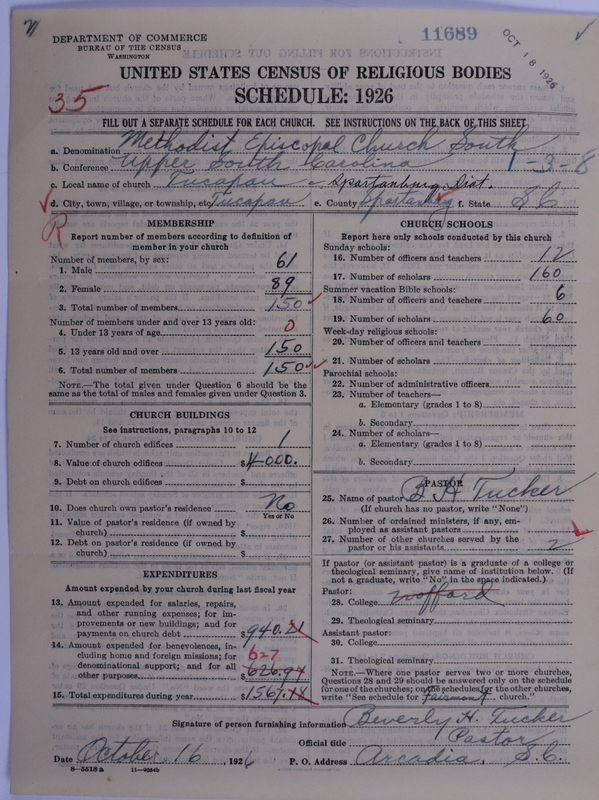 11689
OCT 18 1926
DEPARTMENT OF COMMERCE
BUREAU OF THE CENSUS
WASHINGTON
UNITED STATES CENSUS OF RELIGIOUS BODIES
SCHEDULE: 1926
35
FILL OUT A SEPARATE SCHEDULE FOR EACH CHURCH. SEE INSTRUCTIONS ON THE BACK OF THIS SHEET
a. Denomination Methodist Episcopal Church South
b. Conference Upper South Carolina 1-3-8
c. Local name of church Tucapau Spartanburg Dist.
d. City, town, village, or township, etc. Tucapau e. County Spartanburg f. State S C
R
MEMBERSHIP
Report number of members according to definition of member in your church
Number of members, by sex:
1. Male 61
2. Female 89
3. Total number of members 150
Number of members under and over 13 years old:
4. Under 13 years of age 0
5. 13 years old and over 150
6. Total number of members 150
NOTE.—The total given under Question 6 should be the
same as the total of males and females given under Question 3.
CHURCH BUILDINGS
See instructions, paragraphs 10 to 12
7. Number of church edifices 1
8. Value of church edifices $4000.
9. Debt on church edifices $
10. Does church own pastor's residence No
Yes or No
11. Value of pastor's residence (if owned by
church) $
12. Debt on pastor's residence (if owned by
church) $
EXPENDITURES
Amount expended by your church during last fiscal year
13. Amount expended for salaries, repairs,
and other running expenses; for im-
provements or new buildings; and for
payments on church debt $940.21
14. Amount expended for benevolences, in-
cluding home and foreign missions; for 627
denominational support; and for all
other purposes $626.97
15. Total expenditures during year $1567.18
CHURCH SCHOOLS
Report here only schools conducted by this church
Sunday schools:
16. Number of officers and teachers 12
17. Number of scholars 160
Summer vacation Bible schools:
18. Number of officers and teachers 6
19. Number of scholars 60
Week-day religious schools:
20. Number of officers and teachers
21. Number of scholars
Parochial schools:
22. Number of administrative officers
23. Number of teachers—
a. Elementary (grades 1 to 8)
b. Secondary
24. Number of scholars—
a. Elementary (grades 1 to 8)
b. Secondary
PASTOR
25. Name of pastor B H Tucker
(If church has no pastor, write "None")
26. Number of ordained ministers, if any, em-
ployed as assistant pastors
27. Number of other churches served by the
pastor or his assistants 2
If pastor (or assistant pastor) is a graduate of a college or
theological seminary, give name of institution below. (If
not a graduate, write "No" in the space indicated.)
Pastor:
28. College Wofford
29. Theological seminary
Assistant pastor:
30. College
31. Theological seminary
NOTE.—Where one pastor serves two or more churches,
Questions 28 and 29 should be answered only on the schedule
for one of the churches; on the schedules for the other churches,
write "See schedule for Fairmont church."
Signature of person furnishing information Beverly H. Tucker
Official title Pastor
Date October 16, 1926 P. O. Address Arcadia, S.C.
8—5518 a 11—9084b